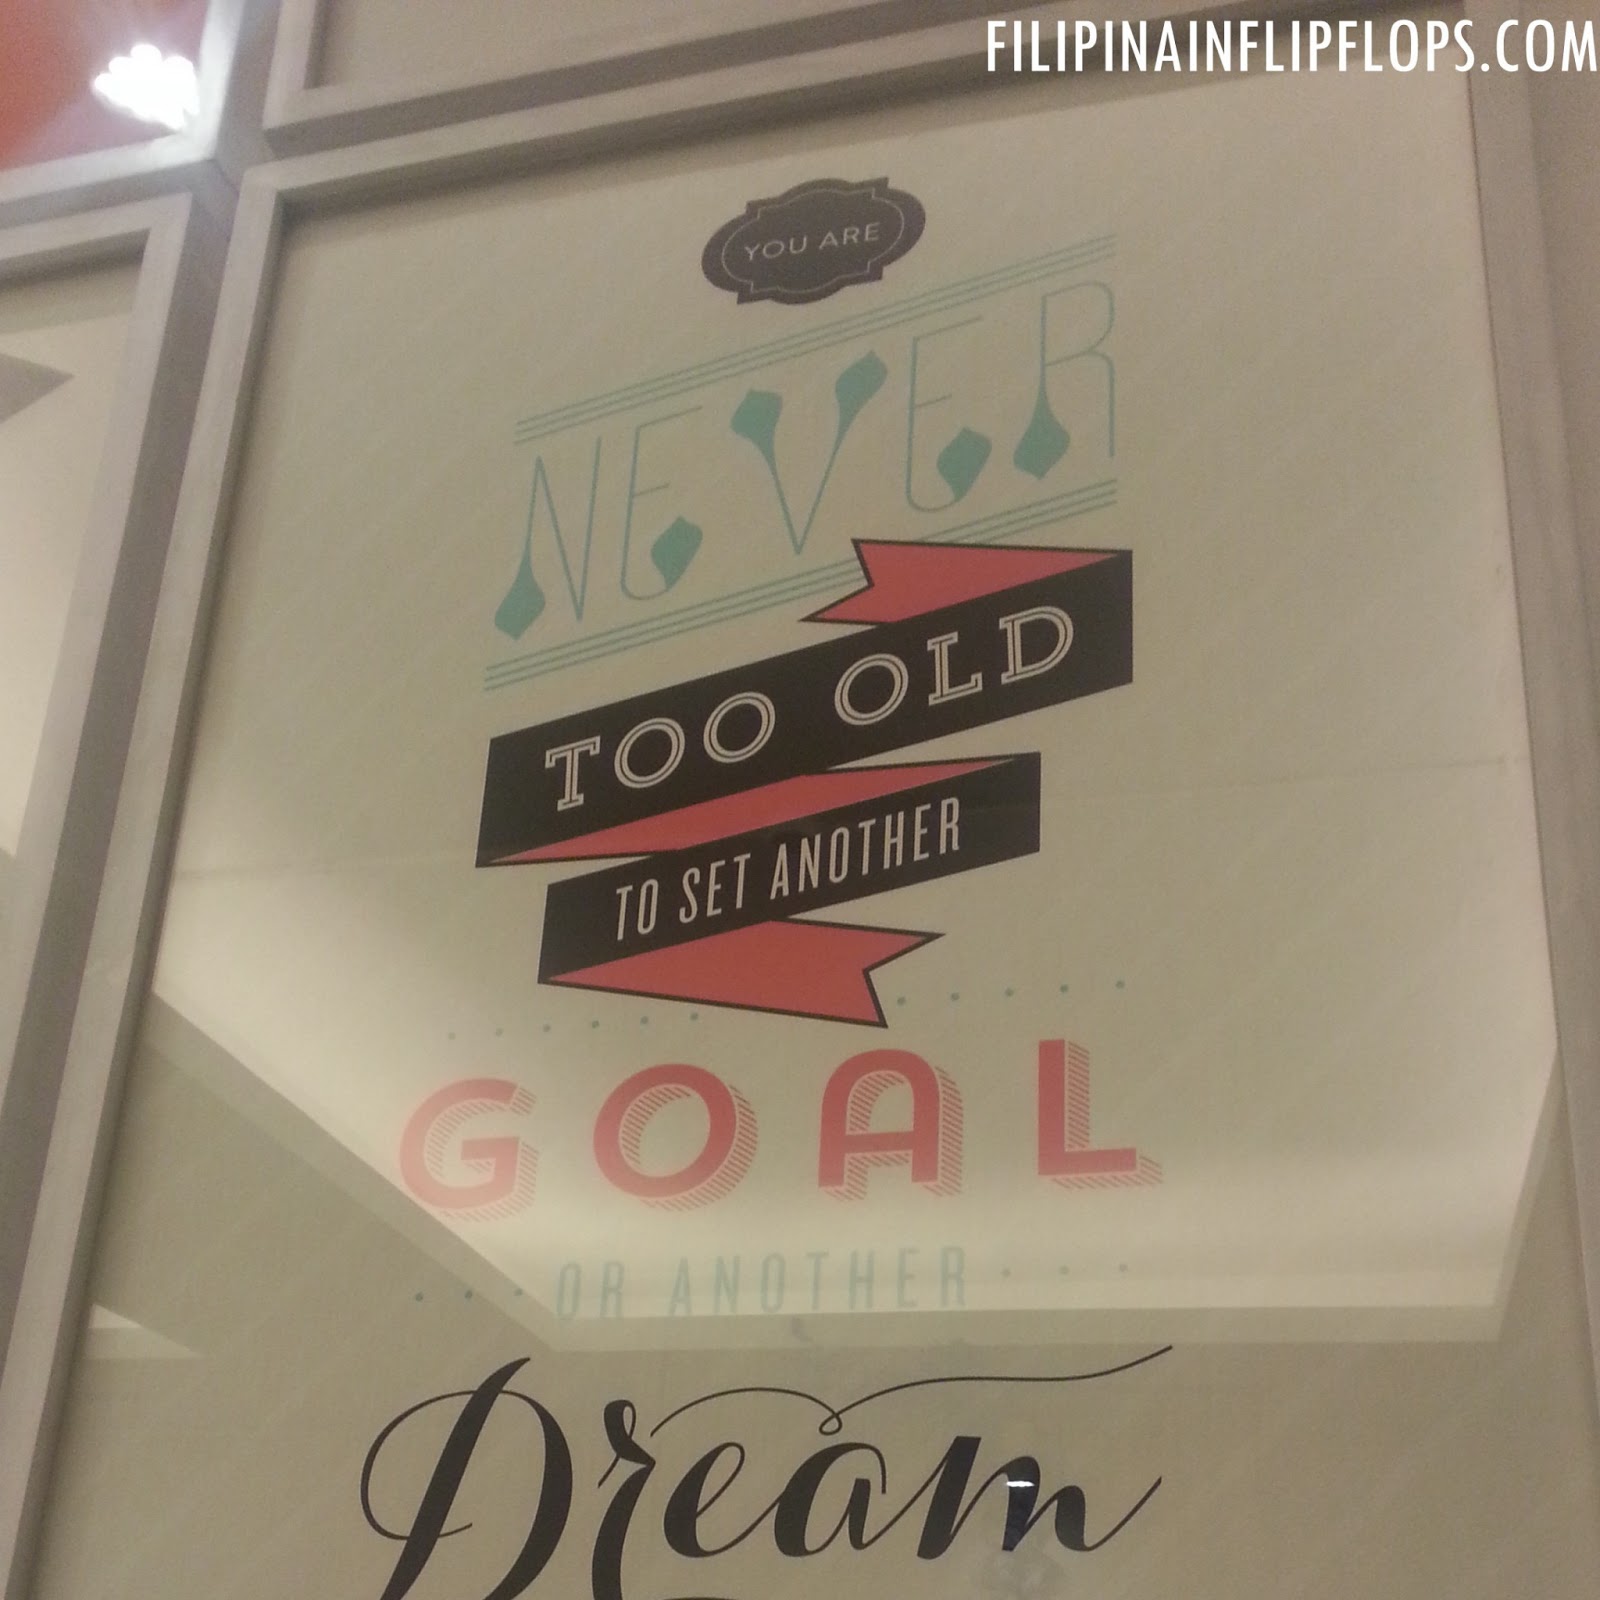 FILIPINAINFLIPFLOPS.COM
YOU ARE
NEVER
TOO OLD
TO SET ANOTHER
GOAL
OR ANOTHER
Dream